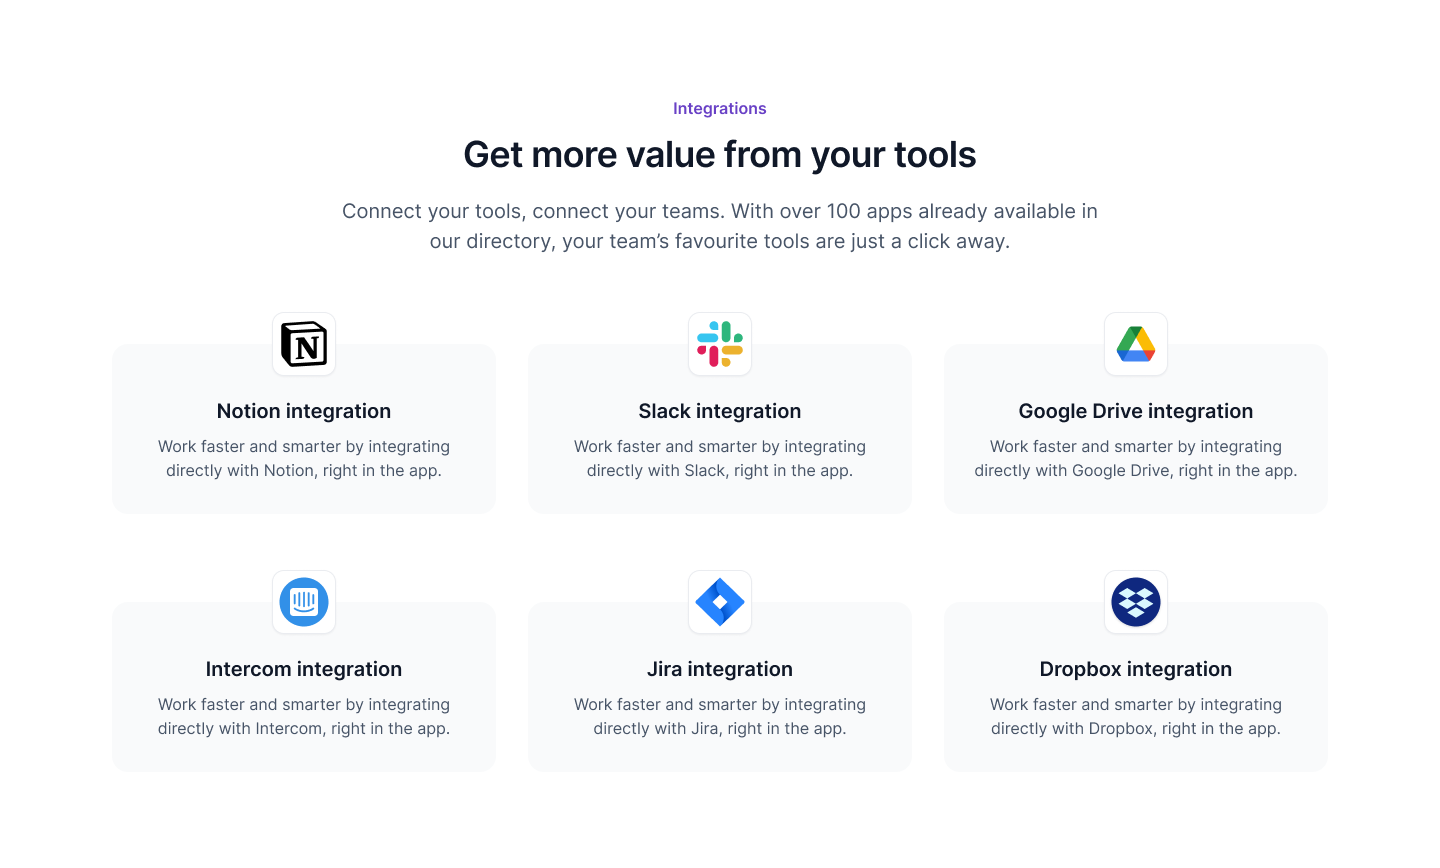 Integrations
Get more value from your tools
Connect your tools, connect your teams. With over 100 apps already available in
our directory, your team’s favourite tools are just a click away.
N
Notion integration
Work faster and smarter by integrating
directly with Notion, right in the app.
Slack integration
Work faster and smarter by integrating
directly with Slack, right in the app.
Google Drive integration
Work faster and smarter by integrating
directly with Google Drive, right in the app.
Intercom integration
Work faster and smarter by integrating
directly with Intercom, right in the app.
Jira integration
Work faster and smarter by integrating
directly with Jira, right in the app.
Dropbox integration
Work faster and smarter by integrating
directly with Dropbox, right in the app.